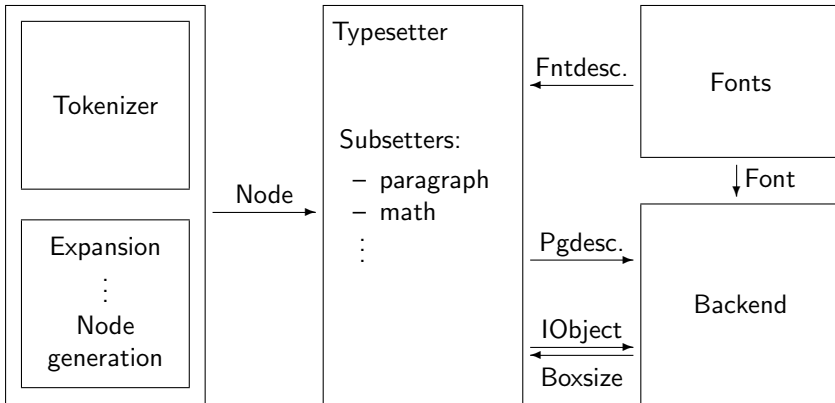 Tokenizer
Expansion
⋮
Node
generation
Node
Typesetter
Subsetters:
– paragraph
– math
⋮
Fntdesc.
Pgdesc.
IObject
Boxsize
Fonts
Font
Backend